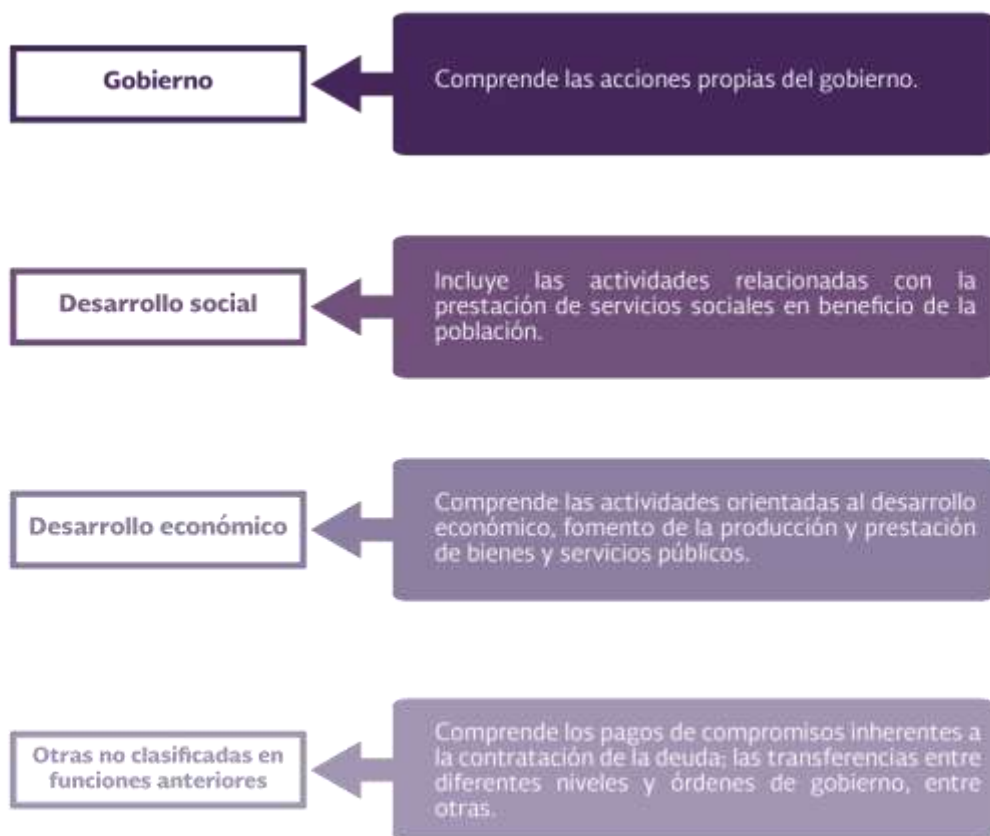 Gobierno
Comprende las acciones propias del gobierno.
Desarrollo social
Incluye las actividades relacionadas con la
prestación de servicios sociales en beneficio de la
población.
Desarrollo económico
Comprende las actividades orientadas al desarrollo
económico, fomento de la producción y prestación
de bienes y servicios públicos.
Otras no clasificadas en
funciones anteriores
Comprende los pagos de compromisos inherentes a
la contratación de la deuda; las transferencias entre
diferentes niveles y órdenes de gobierno, entre
otras.